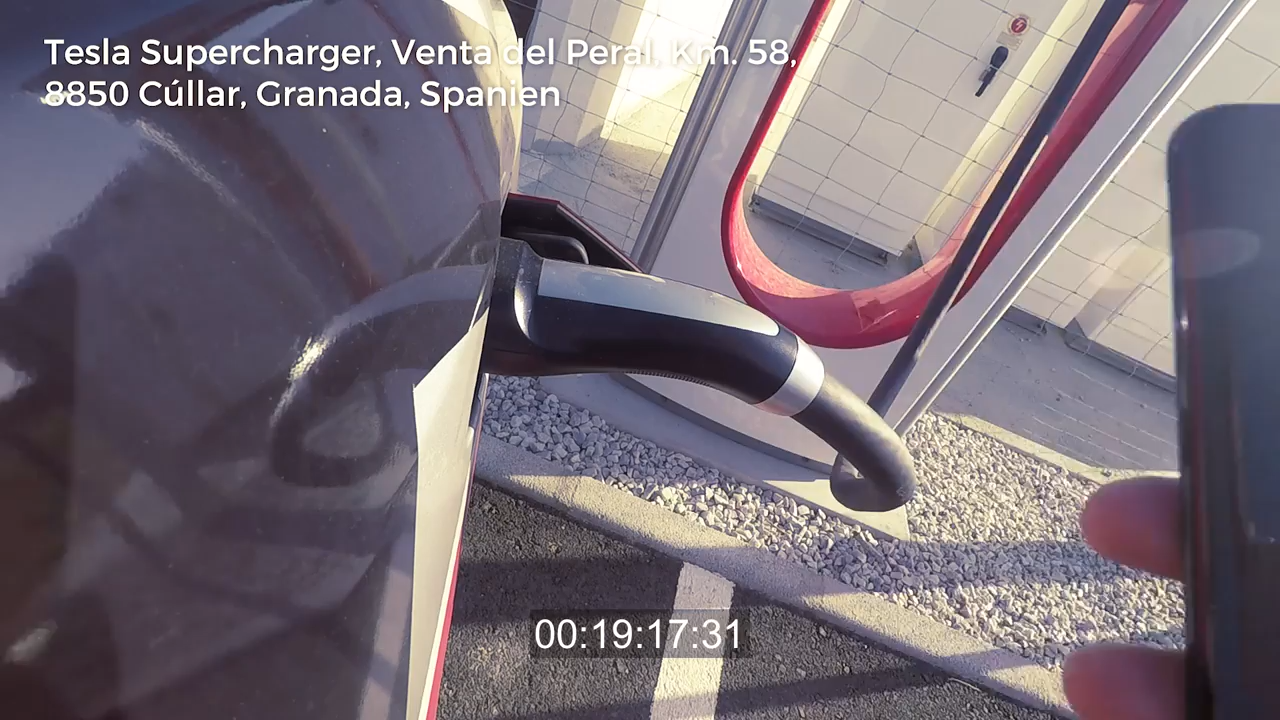 Tesla Supercharger, Venta del Peral, Km. 58,
8850 Cúllar, Granada, Spanien
00:19:17:31